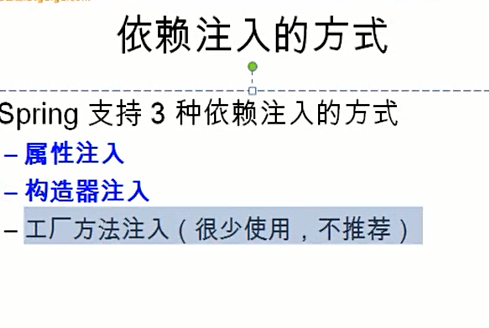 依赖注入的方式
Spring 支持 3 种依赖注入的方式
– 属性注入
– 构造器注入
– 工厂方法注入（很少使用，不推荐）